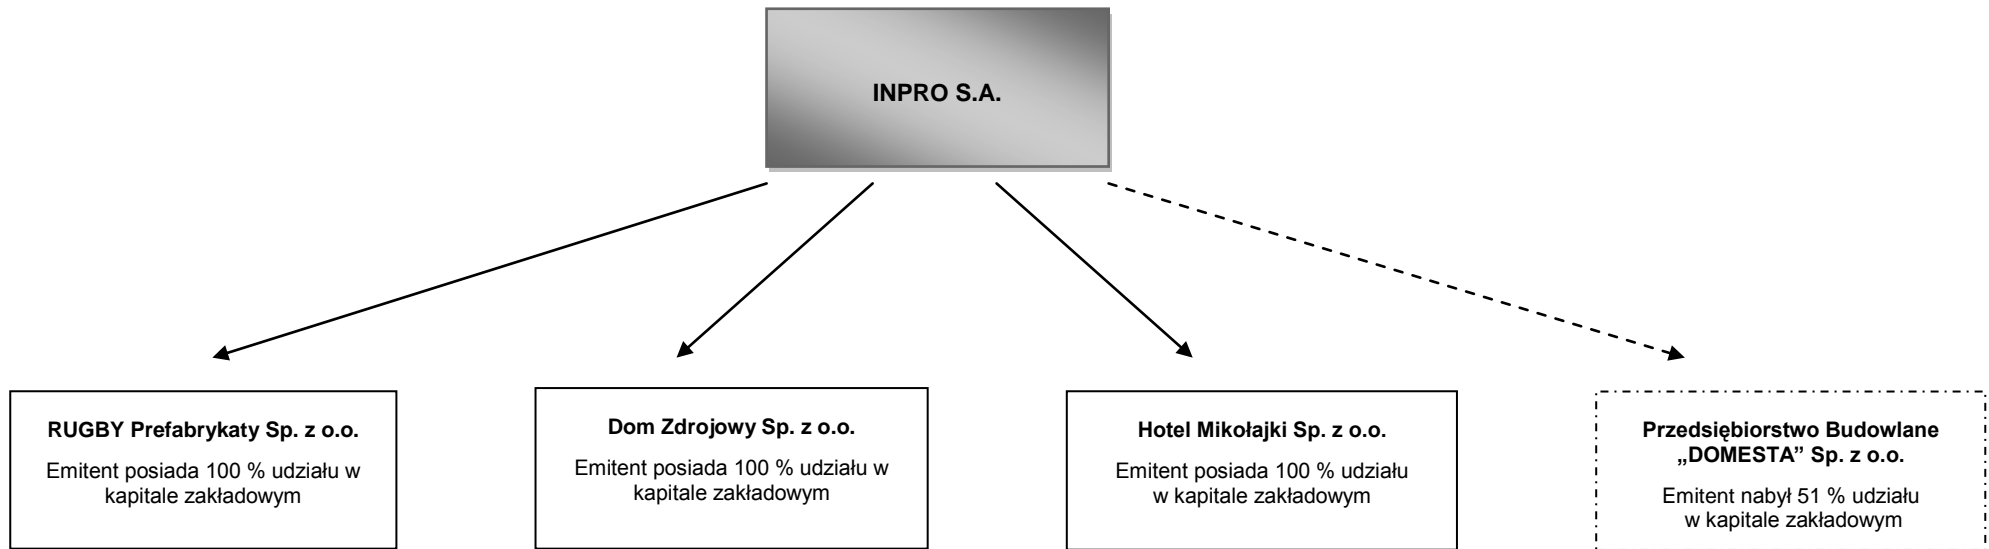 INPRO S.A.
RUGBY Prefabrykaty Sp. z o.o.
Emitent posiada 100 % udziału w
kapitale zakładowym
Dom Zdrojowy Sp. z o.o.
Emitent posiada 100 % udziału w
kapitale zakładowym
Hotel Mikołajki Sp. z o.o.
Emitent posiada 100 % udziału
w kapitale zakładowym
Przedsiębiorstwo Budowlane
„DOMESTA” Sp. z o.o.
Emitent nabył 51 % udziału
w kapitale zakładowym